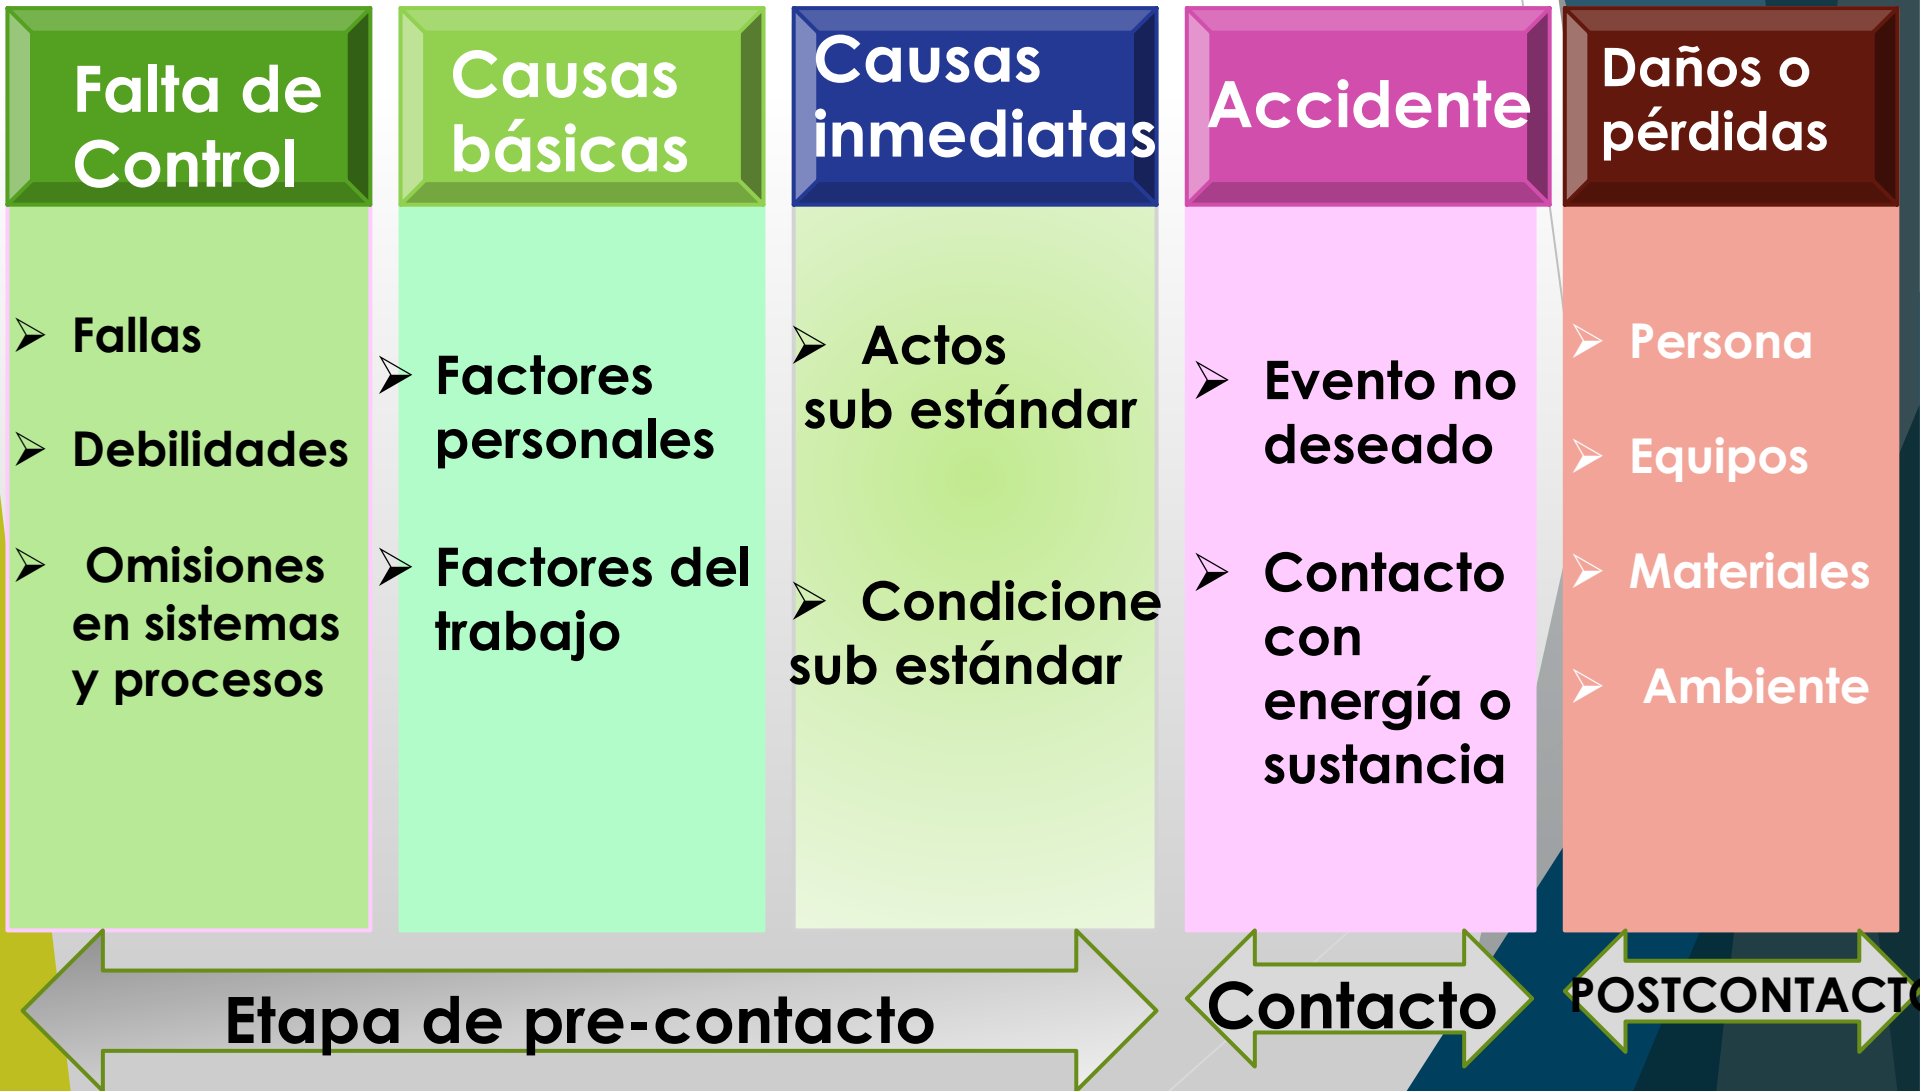 Falta de
Control
Causas
básicas
Causas
inmediatas
Accidente
Daños o
pérdidas
➢ Fallas
➢ Debilidades
➢ Omisiones
en sistemas
y procesos
➢ Factores
personales
➢ Factores del
trabajo
➢ Actos
sub estándar
➢ Condicione
sub estándar
➢ Evento no
deseado
➢ Contacto
con
energía o
sustancia
➢ Persona
➢ Equipos
➢ Materiales
➢ Ambiente
Etapa de pre-contacto
Contacto
POSTCONTACTO